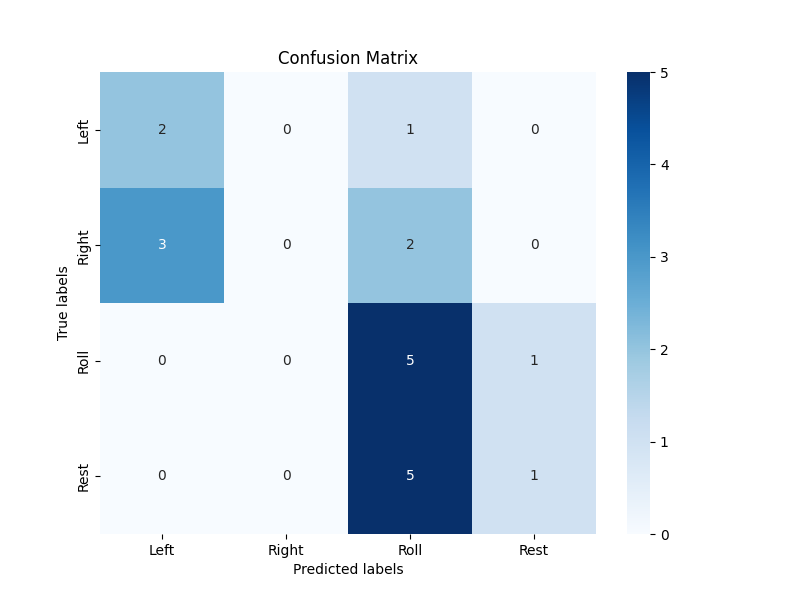 Confusion Matrix
True labels
Left 2 0 1 0
Right 3 0 2 0
Roll 0 0 5 1
Rest 0 0 5 1
Left Right Roll Rest
Predicted labels
5
4
3
2
1
0